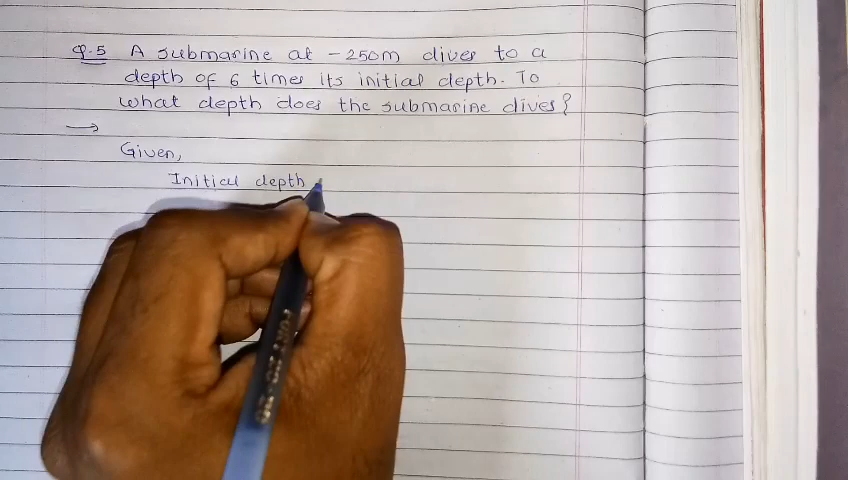 Q.5 A submarine at -250m dives to a
depth of 6 times its initial depth. To
what depth does the submarine dives?
→
Given,
Initial depth